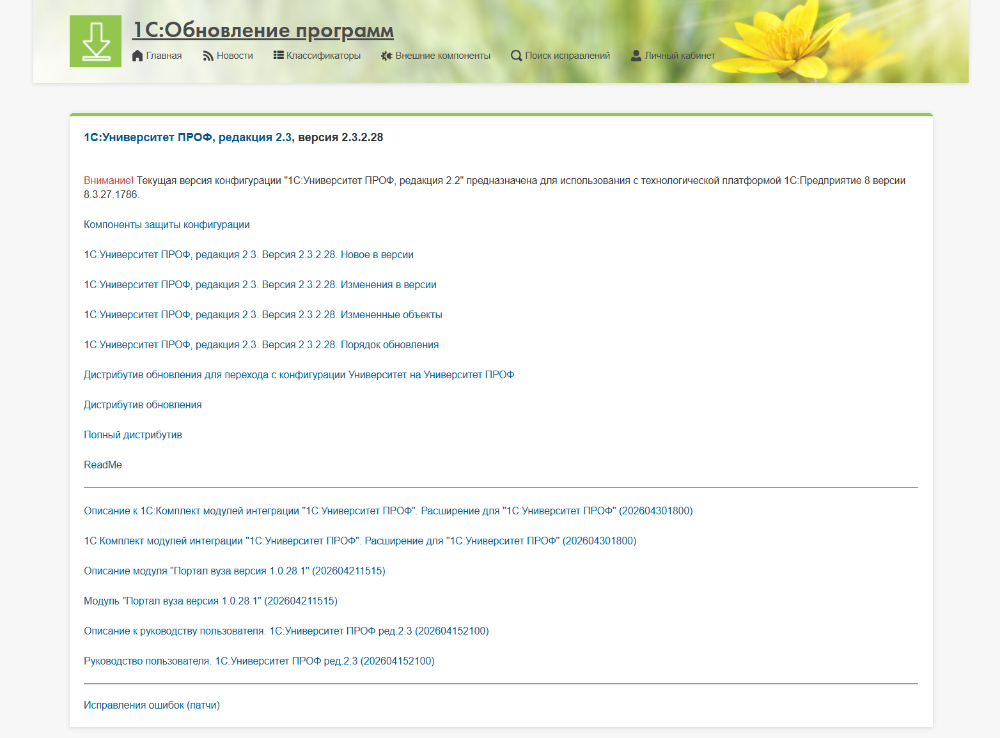 1С:Обновление программ
Главная Новости Классификаторы Внешние компоненты Поиск исправлений Личный кабинет
1С:Университет ПРОФ, редакция 2.3, версия 2.3.2.28
Внимание! Текущая версия конфигурации "1С:Университет ПРОФ, редакция 2.2" предназначена для использования с технологической платформой 1С:Предприятие 8 версии
8.3.27.1786.
Компоненты защиты конфигурации
1С:Университет ПРОФ, редакция 2.3. Версия 2.3.2.28. Новое в версии
1С:Университет ПРОФ, редакция 2.3. Версия 2.3.2.28. Изменения в версии
1С:Университет ПРОФ, редакция 2.3. Версия 2.3.2.28. Измененные объекты
1С:Университет ПРОФ, редакция 2.3. Версия 2.3.2.28. Порядок обновления
Дистрибутив обновления для перехода с конфигурации Университет на Университет ПРОФ
Дистрибутив обновления
Полный дистрибутив
ReadMe
Описание к 1С:Комплект модулей интеграции "1С:Университет ПРОФ". Расширение для "1С:Университет ПРОФ" (202604301800)
1С:Комплект модулей интеграции "1С:Университет ПРОФ". Расширение для "1С:Университет ПРОФ" (202604301800)
Описание модуля "Портал вуза версия 1.0.28.1" (202604211515)
Модуль "Портал вуза версия 1.0.28.1" (202604211515)
Описание к руководству пользователя. 1С:Университет ПРОФ ред.2.3 (202604152100)
Руководство пользователя. 1С:Университет ПРОФ ред.2.3 (202604152100)
Исправления ошибок (патчи)